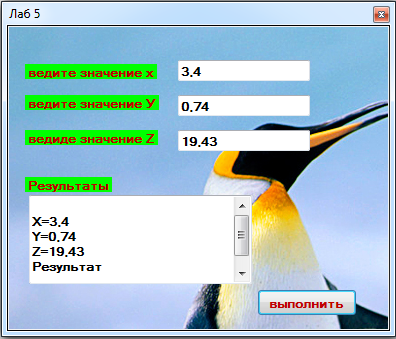 Лаб 5
ведите значение х
3,4
ведите значение У
0,74
ведиде значение Z
19,43
Результаты
X=3,4
Y=0,74
Z=19,43
Результат
выполнить